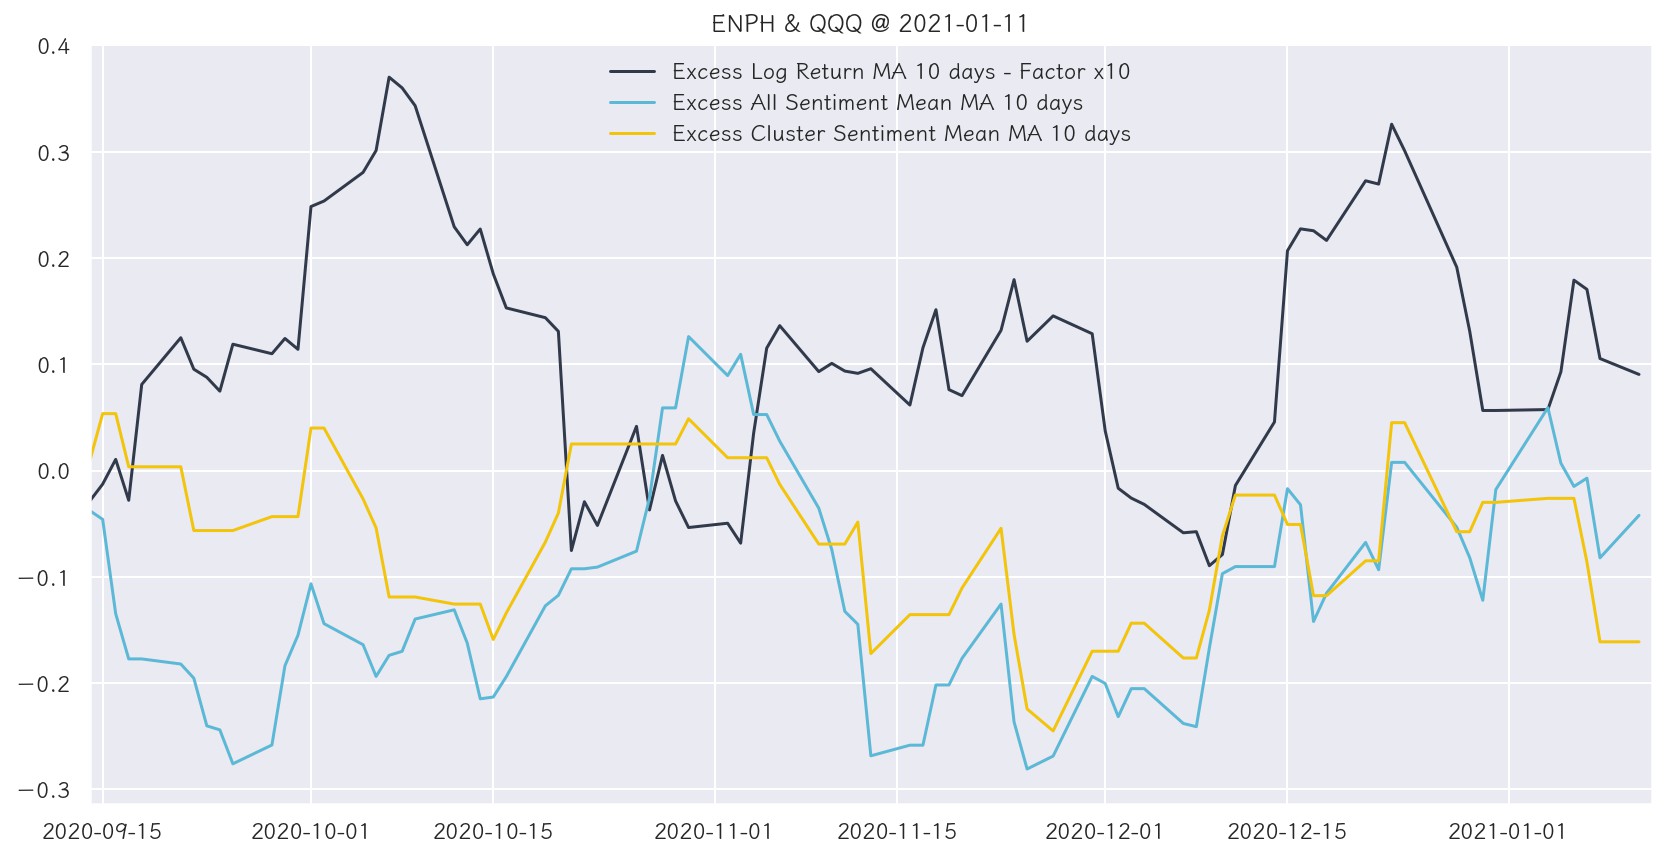 ENPH & QQQ @ 2021-01-11
Excess Log Return MA 10 days - Factor x10
Excess All Sentiment Mean MA 10 days
Excess Cluster Sentiment Mean MA 10 days
0.4
0.3
0.2
0.1
0.0
−0.1
−0.2
−0.3
2020-09-15 2020-10-01 2020-10-15 2020-11-01 2020-11-15 2020-12-01 2020-12-15 2021-01-01